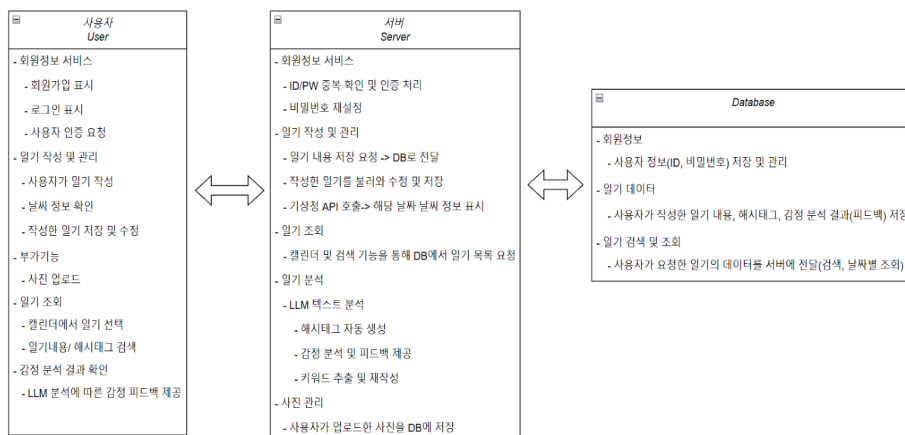 사용자
User
- 회원정보 서비스
- 회원가입 표시
- 로그인 표시
- 사용자 인증 요청
- 일기 작성 및 관리
- 사용자가 일기 작성
- 날씨 정보 확인
- 작성한 일기 저장 및 수정
- 부가기능
- 사진 업로드
- 일기 조회
- 캘린더에서 일기 선택
- 일기내용/ 해시태그 검색
- 감정 분석 결과 확인
- LLM 분석에 따른 감정 피드백 제공
서버
Server
- 회원정보 서비스
- ID/PW 중복 확인 및 인증 처리
- 비밀번호 재설정
- 일기 작성 및 관리
- 일기 내용 저장 요청 -> DB로 전달
- 작성한 일기를 불러와 수정 및 저장
- 기상청 API 호출-> 해당 날짜 날씨 정보 표시
- 일기 조회
- 캘린더 및 검색 기능을 통해 DB에서 일기 목록 요청
- 일기 분석
- LLM 텍스트 분석
- 해시태그 자동 생성
- 감정 분석 및 피드백 제공
- 키워드 추출 및 재작성
- 사진 관리
- 사용자가 업로드한 사진을 DB에 저장
Database
- 회원정보
- 사용자 정보(ID, 비밀번호) 저장 및 관리
- 일기 데이터
- 사용자가 작성한 일기 내용, 해시태그, 감정 분석 결과(피드백) 저장
- 일기 검색 및 조회
- 사용자가 요청한 일기의 데이터를 서버에 전달(검색, 날짜별 조회)